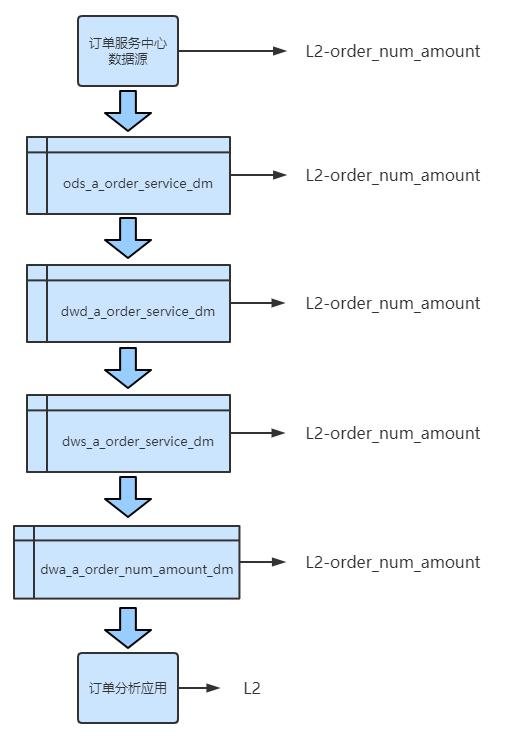 订单服务中心
数据源
L2-order_num_amount
ods_a_order_service_dm
L2-order_num_amount
dwd_a_order_service_dm
L2-order_num_amount
dws_a_order_service_dm
L2-order_num_amount
dwa_a_order_num_amount_dm
L2-order_num_amount
订单分析应用
L2